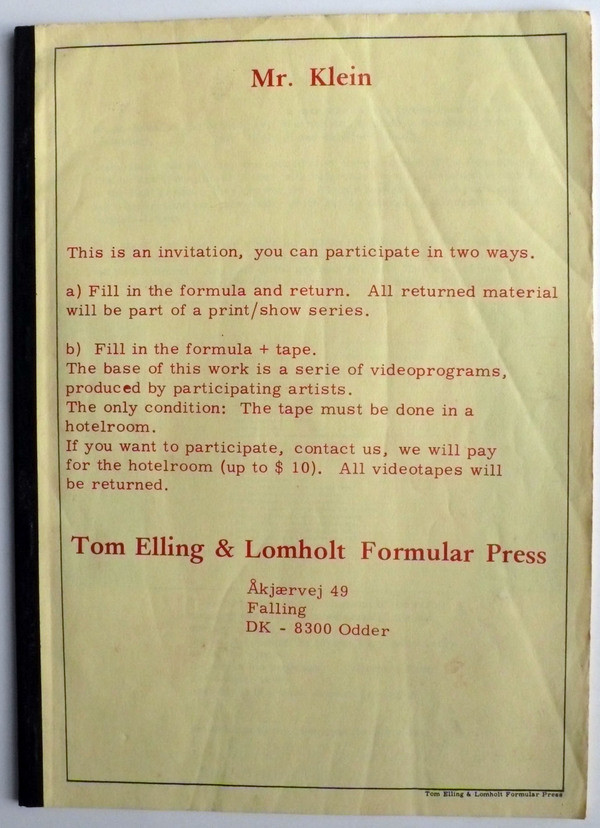 Mr. Klein
This is an invitation, you can participate in two ways.
a) Fill in the formula and return. All returned material
will be part of a print/show series.
b) Fill in the formula + tape.
The base of this work is a serie of videoprograms,
produced by participating artists.
The only condition: The tape must be done in a
hotelroom.
If you want to participate, contact us, we will pay
for the hotelroom (up to $ 10). All videotapes will
be returned.
Tom Elling & Lomholt Formular Press
Åkjærvej 49
Falling
DK - 8300 Odder
Tom Elling & Lomholt Formular Press